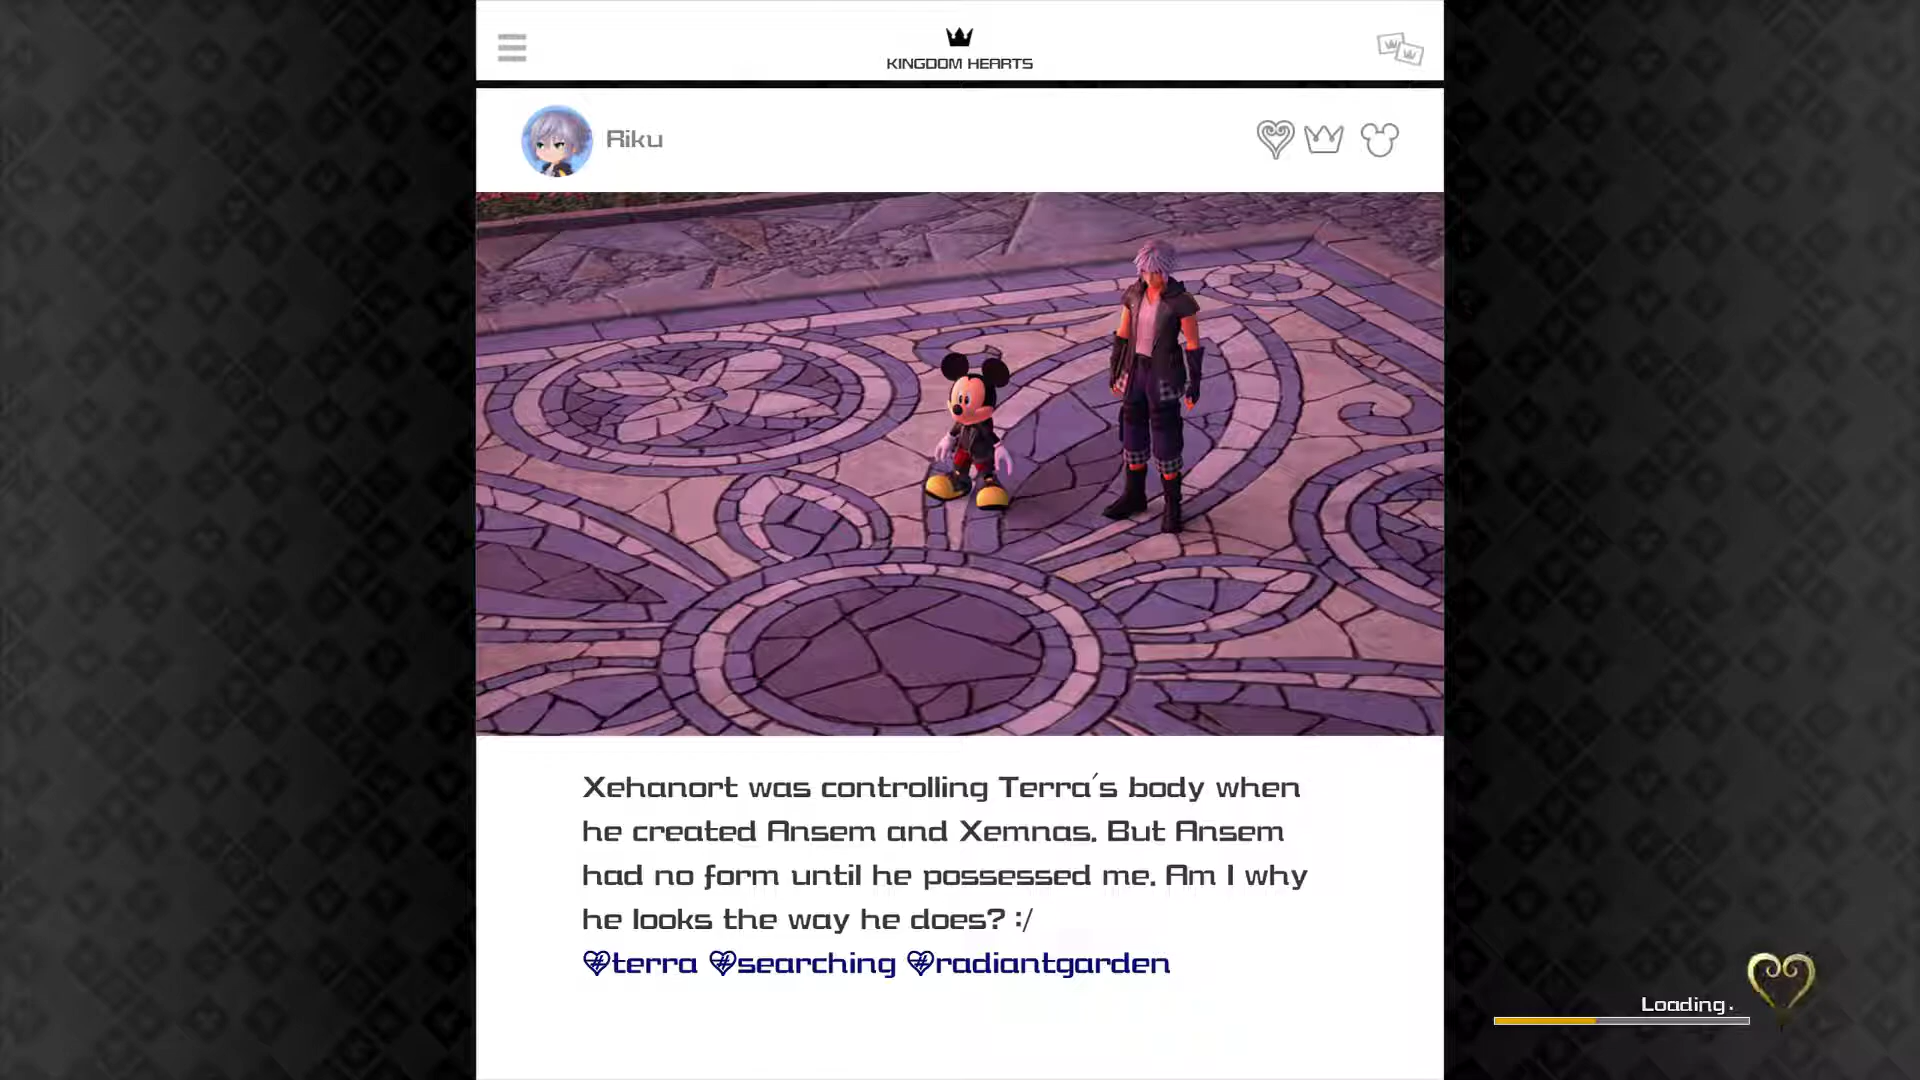 KINGDOM HEARTS
Riku
Xehanort was controlling Terra's body when
he created Ansem and Xemnas. But Ansem
had no form until he possessed me. Am I why
he looks the way he does? :/
#terra #searching #radiantgarden
Loading.